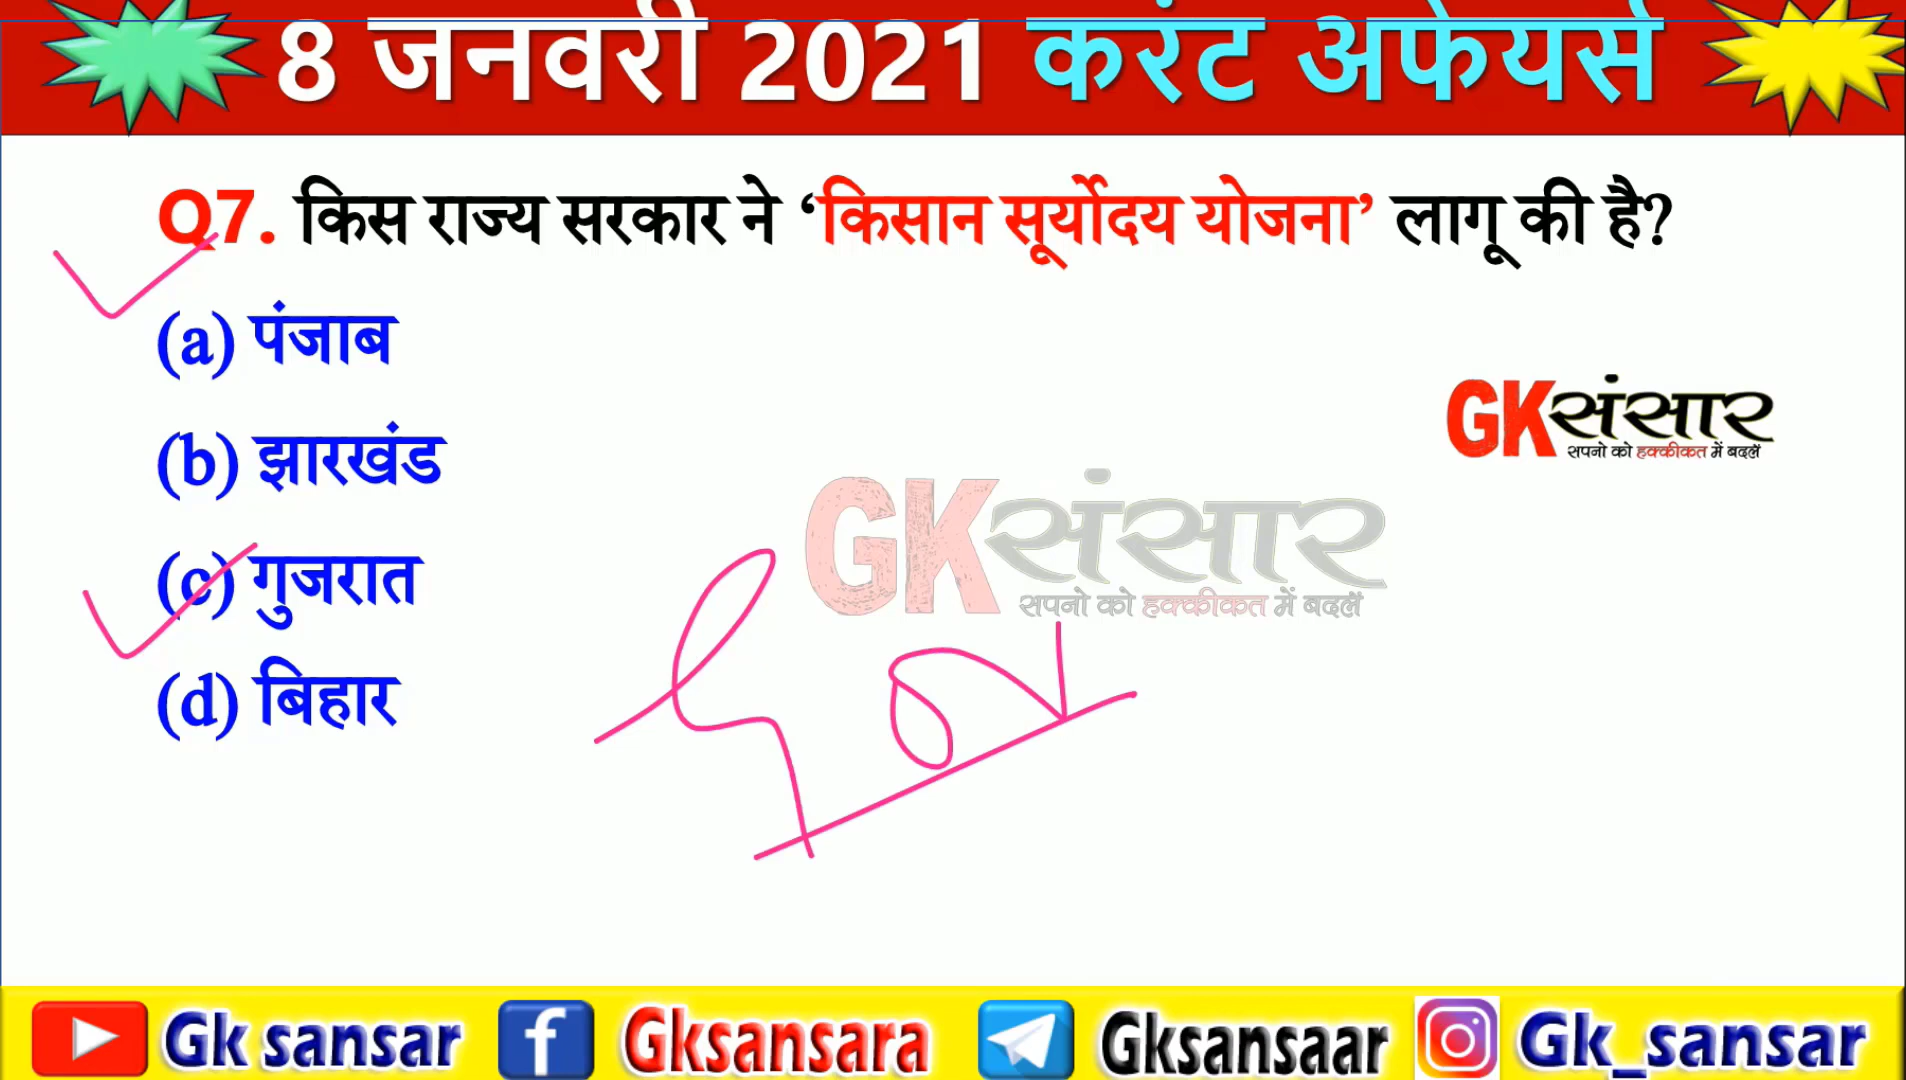 8 जनवरी 2021 करंट अफेयर्स
Q7. किस राज्य सरकार ने ‘किसान सूर्योदय योजना’ लागू की है?
(a) पंजाब
(b) झारखंड
(c) गुजरात
(d) बिहार
GKसंसार
सपनो को हक्कीकत में बदलें
GKसंसार
सपनो को हक्कीकत में बदलें
Gk sansar Gksansara Gksansaar Gk_sansar